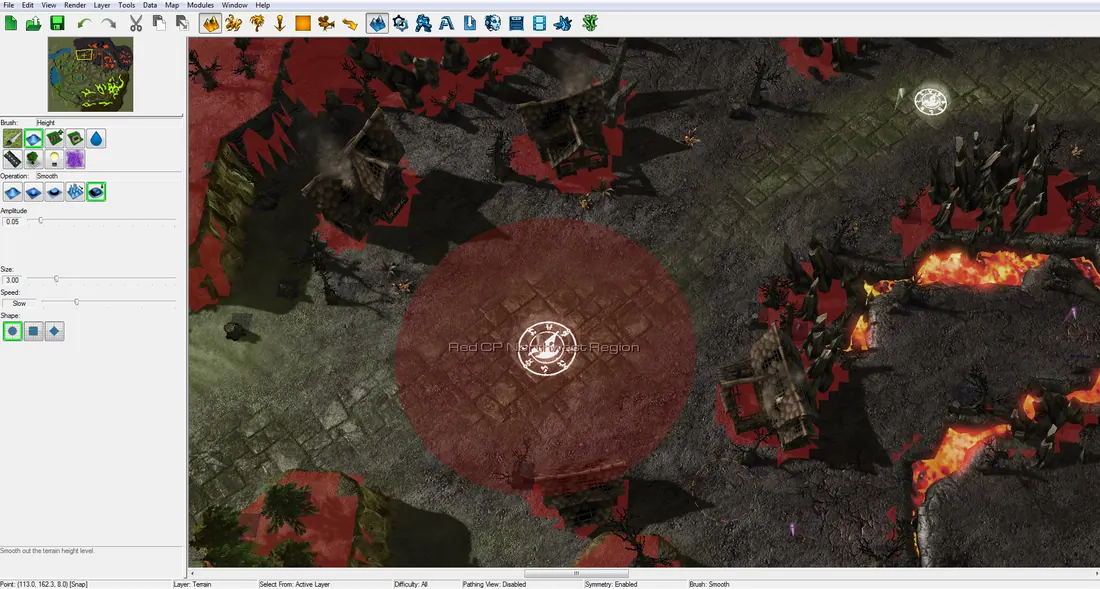 File Edit View Render Layer Tools Data Map Modules Window Help
Brush: Height
Operation: Smooth
Amplitude
0.05
Size:
3.00
Speed:
Slow
Shape:
Red CP Northwest Region
Smooth out the terrain height level.
Point: (113.0, 162.3, 8.0) [Snap] Layer: Terrain Select From: Active Layer Difficulty: All Pathing View: Disabled Symmetry: Enabled Brush: Smooth